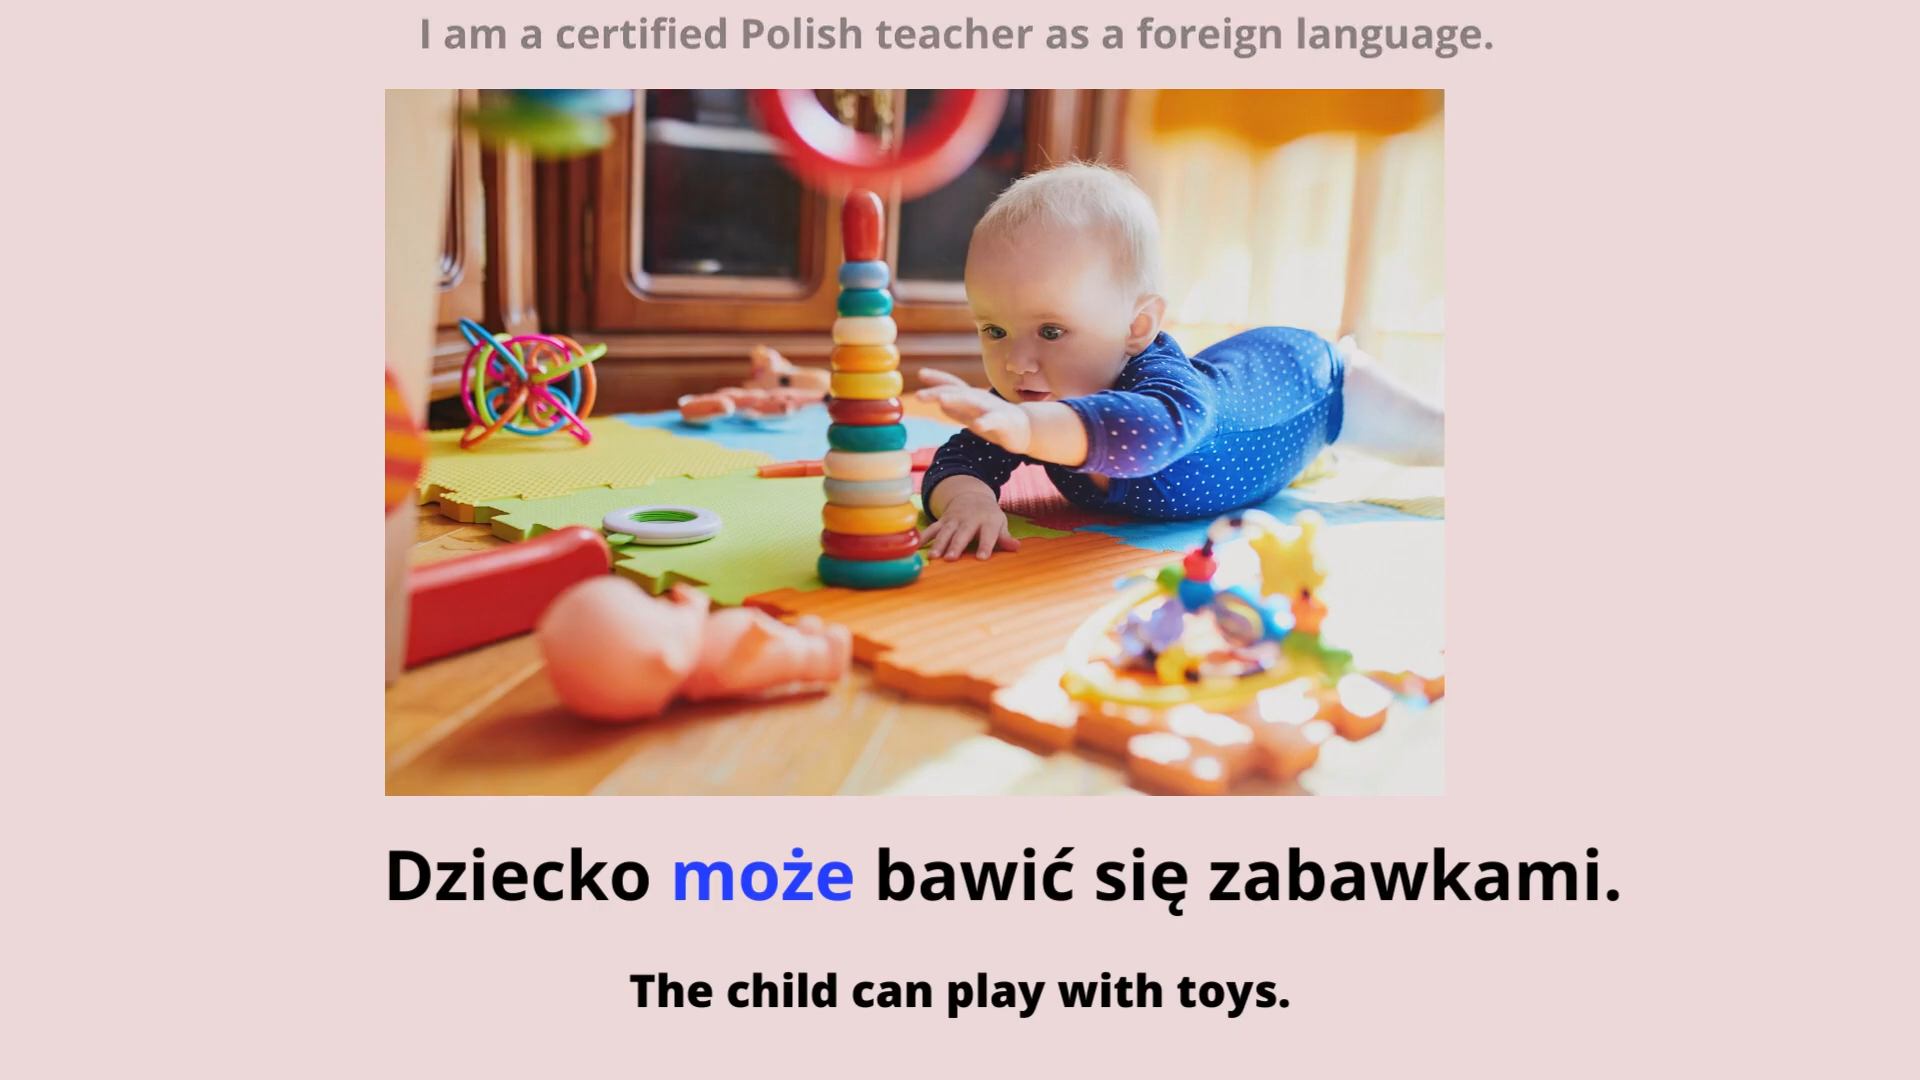 I am a certified Polish teacher as a foreign language.
Dziecko może bawić się zabawkami.
The child can play with toys.